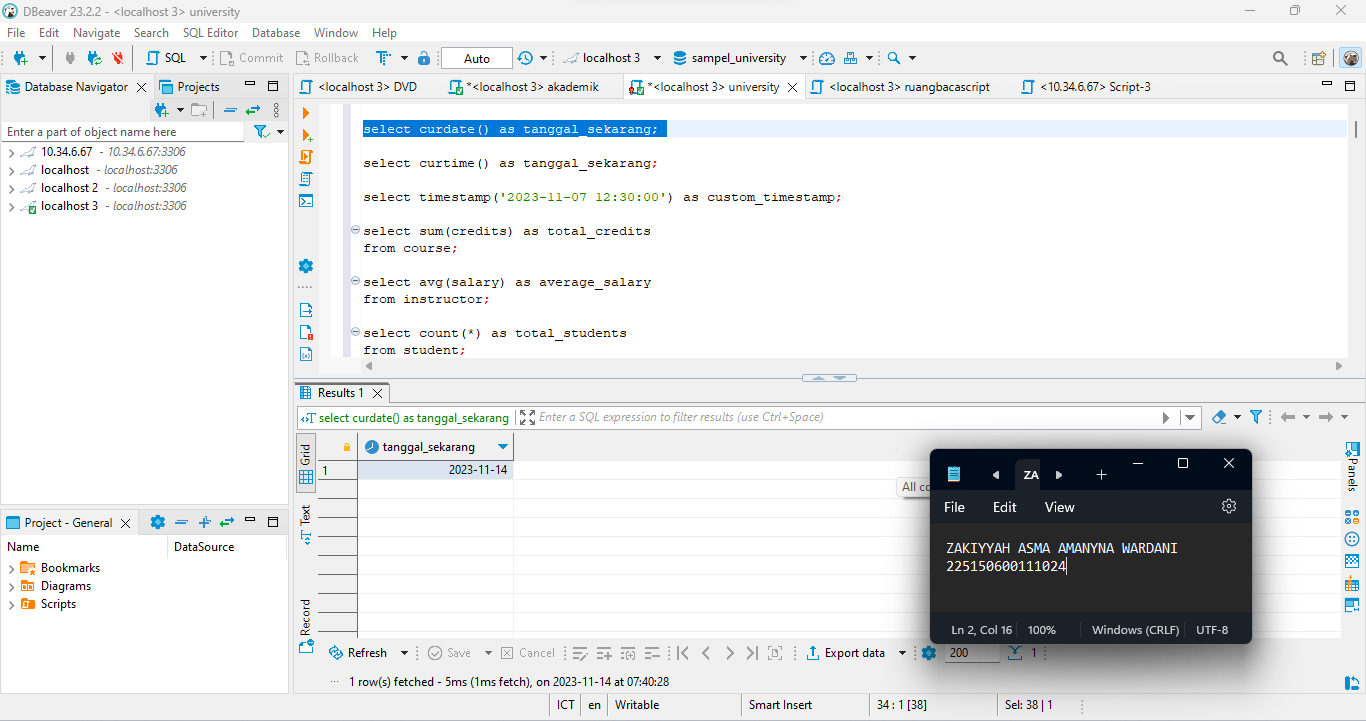 DBeaver 23.2.2 - <localhost 3> university
File Edit Navigate Search SQL Editor Database Window Help
SQL Commit Rollback Auto localhost 3 sampel_university
Database Navigator Projects
<localhost 3> DVD *<localhost 3> akademik *<localhost 3> university <localhost 3> ruangbacascript <10.34.6.67> Script-3
Enter a part of object name here
10.34.6.67 - 10.34.6.67:3306
localhost - localhost:3306
localhost 2 - localhost:3306
localhost 3 - localhost:3306
select curdate() as tanggal_sekarang;
select curtime() as tanggal_sekarang;
select timestamp('2023-11-07 12:30:00') as custom_timestamp;
select sum(credits) as total_credits
from course;
select avg(salary) as average_salary
from instructor;
select count(*) as total_students
from student;
Results 1
select curdate() as tanggal_sekarang Enter a SQL expression to filter results (use Ctrl+Space)
Grid
Text
Record
tanggal_sekarang
1 2023-11-14
All co
Panels
Project - General
Name DataSource
Bookmarks
Diagrams
Scripts
ZA
File Edit View
ZAKIYYAH ASMA AMANYNA WARDANI
225150600111024
Ln 2, Col 16 100% Windows (CRLF) UTF-8
Refresh Save Cancel Export data 200 1
1 row(s) fetched - 5ms (1ms fetch), on 2023-11-14 at 07:40:28
ICT en Writable Smart Insert 34 : 1 [38] Sel: 38 | 1